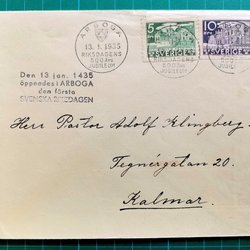 ARBOGA
13.1.1935
RIKSDAGENS
500 ÅRS
JUBILEUM
5
SVERIGE
10
SVERIGE
Den 13 jan. 1435
öppnades i ARBOGA
den första
SVENSKA RIKSDAGEN
Herr Pastor Adolf Klingberg
Tegnérgatan 20.
Kalmar.